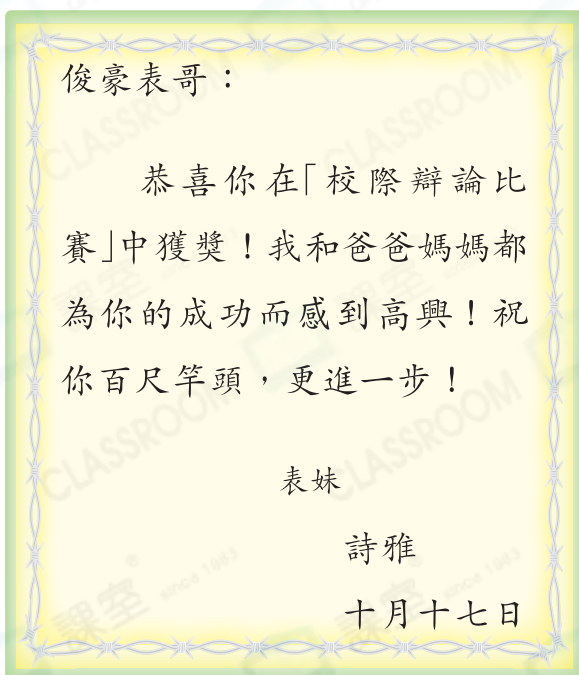 俊豪表哥：
恭喜你在「校際辯論比
賽」中獲獎！我和爸爸媽媽都
為你的成功而感到高興！祝
你百尺竿頭，更進一步！
表妹
詩雅
十月十七日